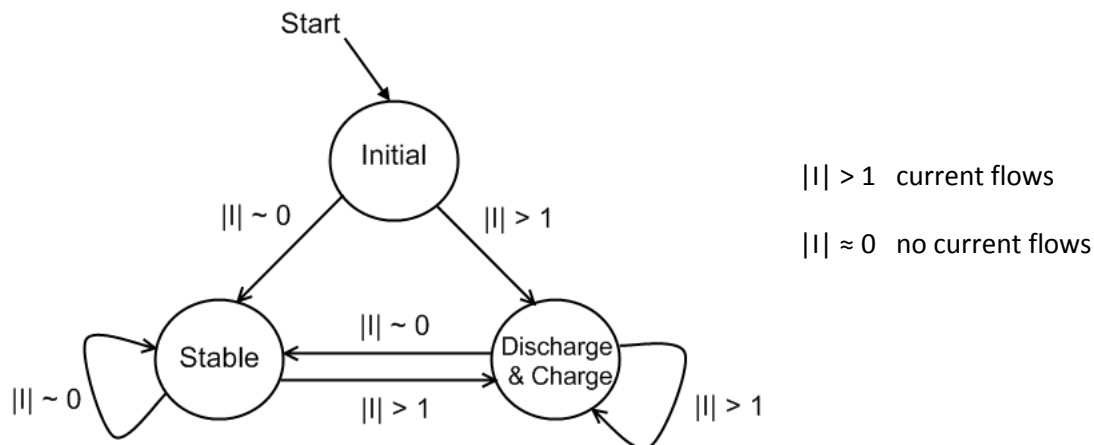 Start
Initial
|I| ~ 0
|I| > 1
|I| > 1 current flows
|I| ≈ 0 no current flows
Stable
|I| ~ 0
|I| > 1
Discharge
& Charge
|I| ~ 0
|I| > 1